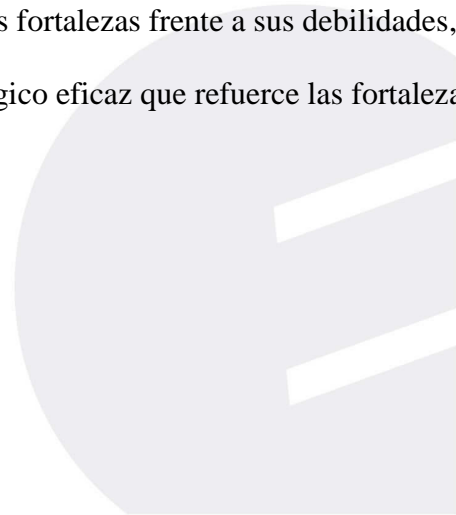 s fortalezas frente a sus debilidades,
gico eficaz que refuerce las fortaleza